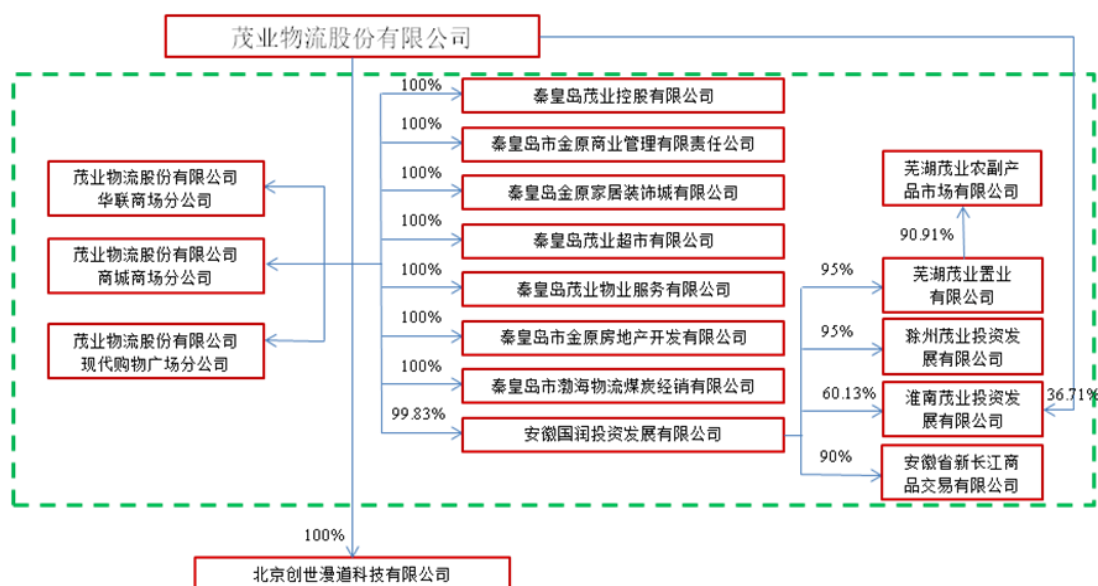 茂业物流股份有限公司
100%
秦皇岛茂业控股有限公司
100%
秦皇岛市金原商业管理有限责任公司
茂业物流股份有限公司
华联商场分公司
100%
秦皇岛金原家居装饰城有限公司
芜湖茂业农副产
品市场有限公司
100%
秦皇岛茂业超市有限公司
90.91%
茂业物流股份有限公司
商城商场分公司
100%
秦皇岛茂业物业服务有限公司
95%
芜湖茂业置业
有限公司
茂业物流股份有限公司
现代购物广场分公司
100%
秦皇岛市金原房地产开发有限公司
95%
滁州茂业投资发
展有限公司
100%
秦皇岛市渤海物流煤炭经销有限公司
60.13%
淮南茂业投资发
展有限公司
36.71%
99.83%
安徽国润投资发展有限公司
90%
安徽省新长江商
品交易有限公司
100%
北京创世漫道科技有限公司